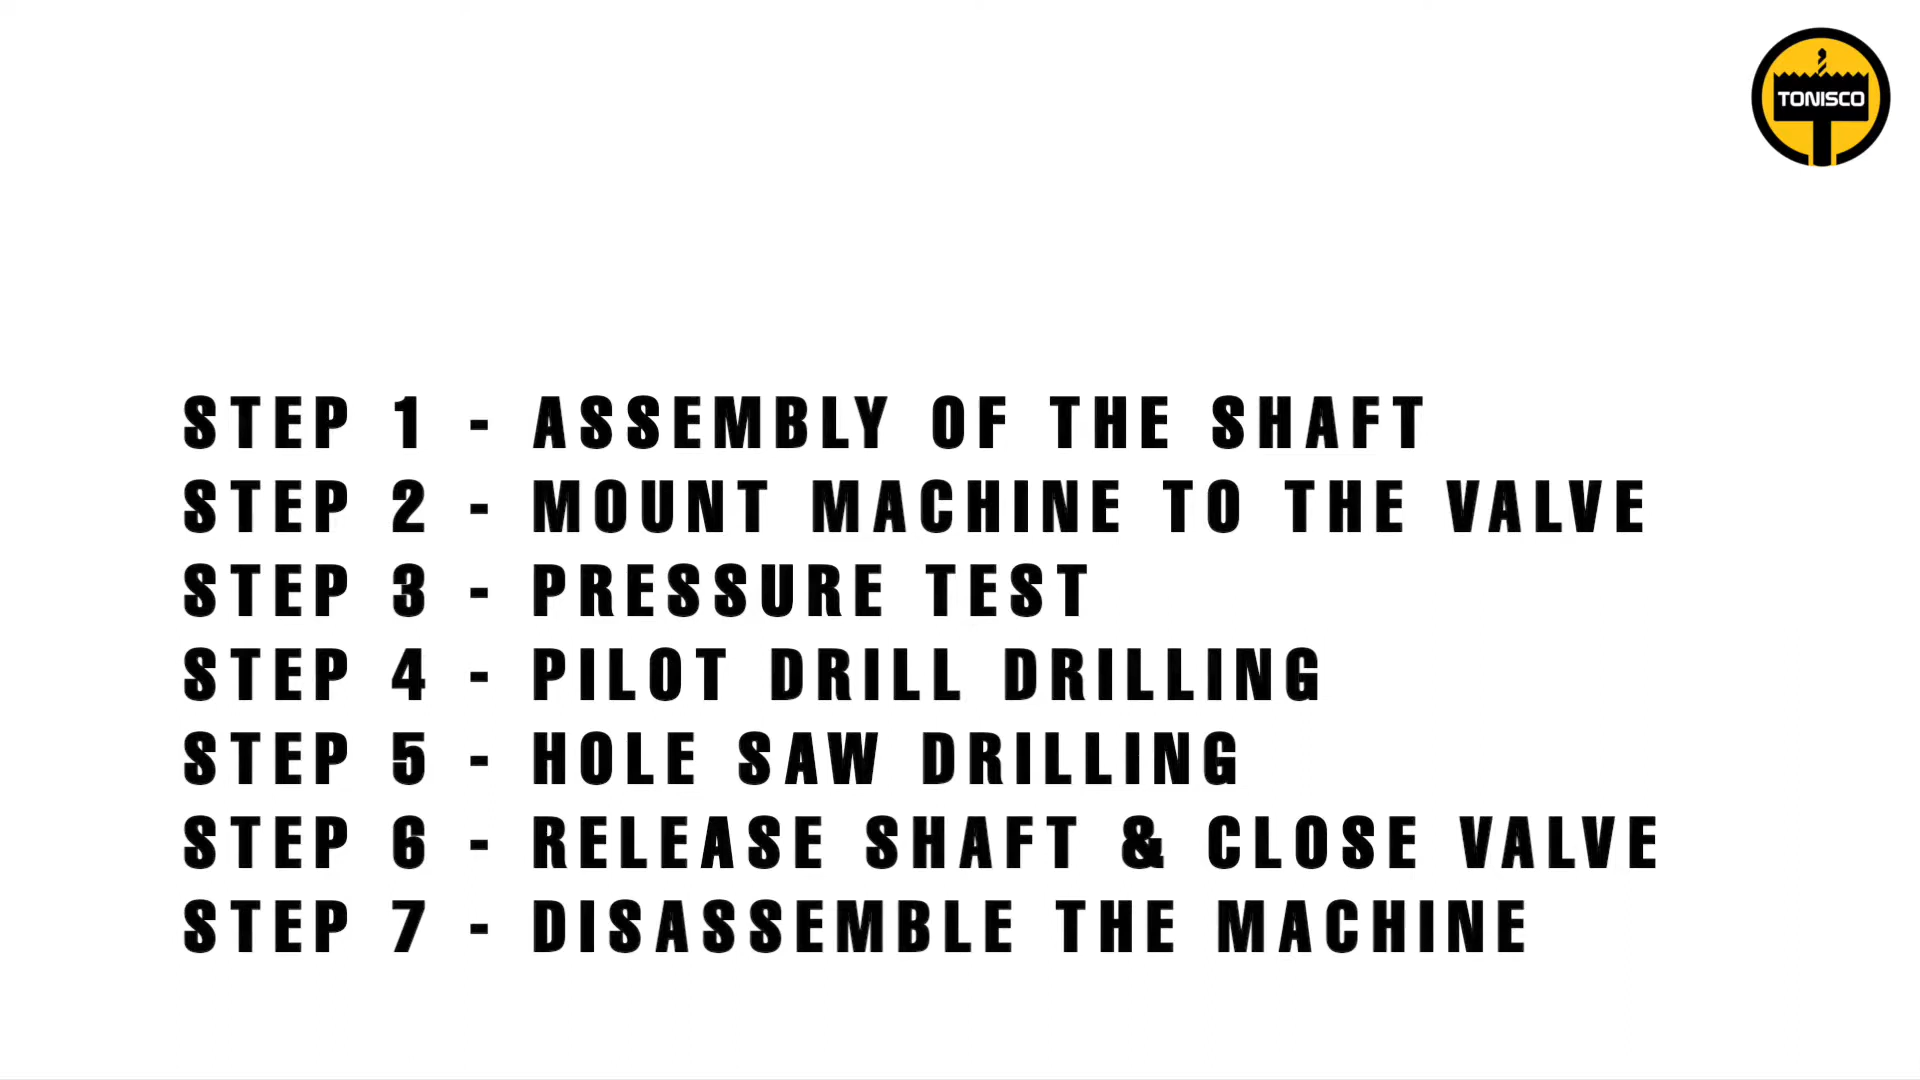 TONISCO
STEP 1 - ASSEMBLY OF THE SHAFT
STEP 2 - MOUNT MACHINE TO THE VALVE
STEP 3 - PRESSURE TEST
STEP 4 - PILOT DRILL DRILLING
STEP 5 - HOLE SAW DRILLING
STEP 6 - RELEASE SHAFT & CLOSE VALVE
STEP 7 - DISASSEMBLE THE MACHINE